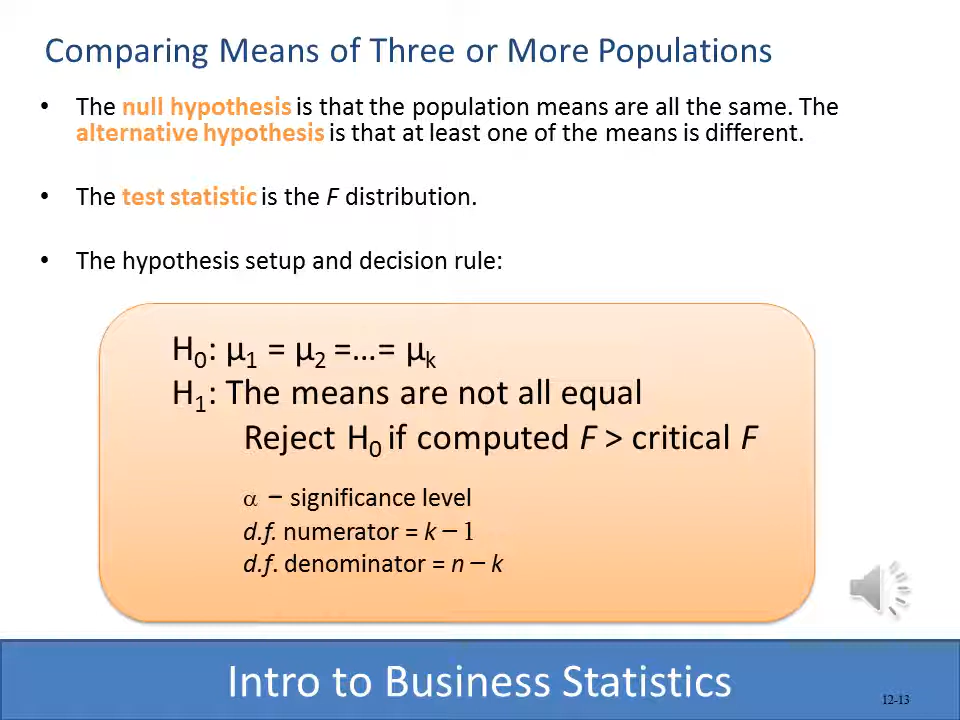 Comparing Means of Three or More Populations
• The null hypothesis is that the population means are all the same. The
alternative hypothesis is that at least one of the means is different.
• The test statistic is the F distribution.
• The hypothesis setup and decision rule:
H₀: μ₁ = μ₂ =…= μₖ
H₁: The means are not all equal
Reject H₀ if computed F > critical F
α – significance level
d.f. numerator = k – 1
d.f. denominator = n – k
Intro to Business Statistics
12-13